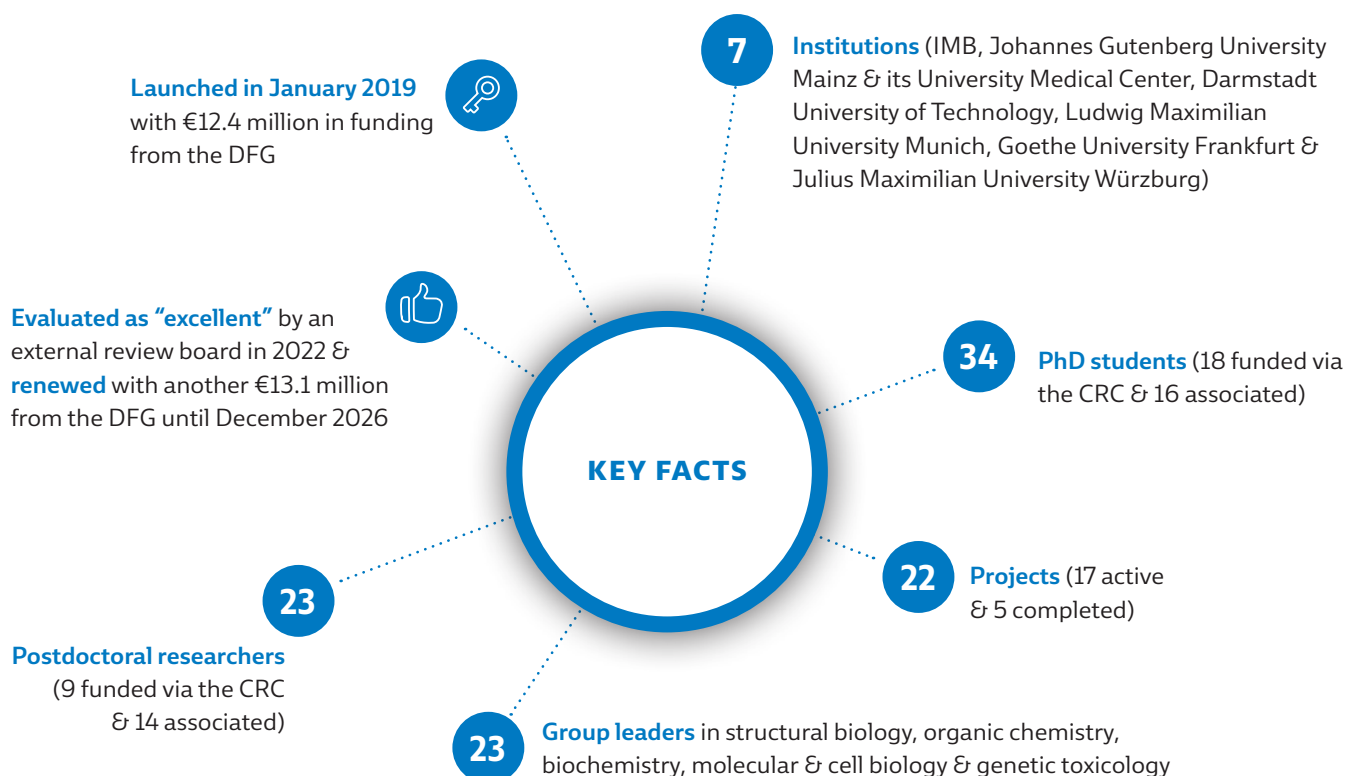 Launched in January 2019
with €12.4 million in funding
from the DFG
7
Institutions (IMB, Johannes Gutenberg University
Mainz & its University Medical Center, Darmstadt
University of Technology, Ludwig Maximilian
University Munich, Goethe University Frankfurt &
Julius Maximilian University Würzburg)
Evaluated as “excellent” by an
external review board in 2022 &
renewed with another €13.1 million
from the DFG until December 2026
34
PhD students (18 funded via
the CRC & 16 associated)
KEY FACTS
22
Projects (17 active
& 5 completed)
23
Postdoctoral researchers
(9 funded via the CRC
& 14 associated)
23
Group leaders in structural biology, organic chemistry,
biochemistry, molecular & cell biology & genetic toxicology